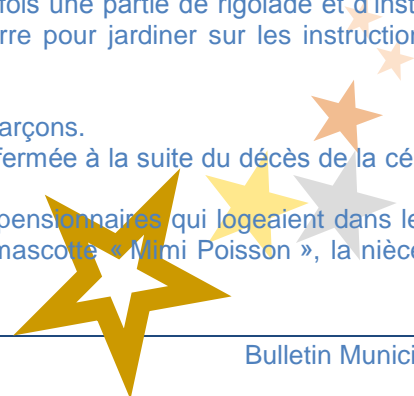 fois une partie de rigolade et d'inst
rre pour jardiner sur les instruction
arçons.
fermée à la suite du décès de la cé
pensionnaires qui logeaient dans le
mascotte « Mimi Poisson », la nièc
Bulletin Munici